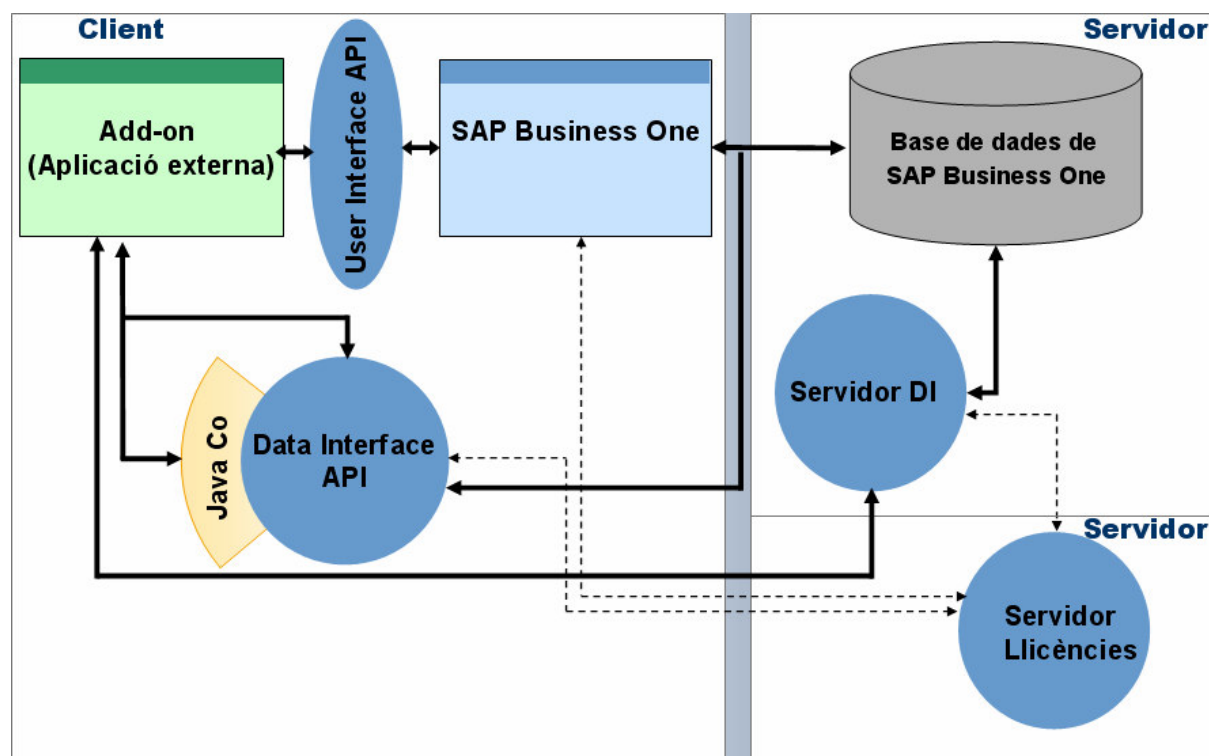 Client
Servidor
Add-on
(Aplicació externa)
User Interface API
SAP Business One
Base de dades de
SAP Business One
Servidor DI
Java Co
Data Interface
API
Servidor
Servidor
Llicències